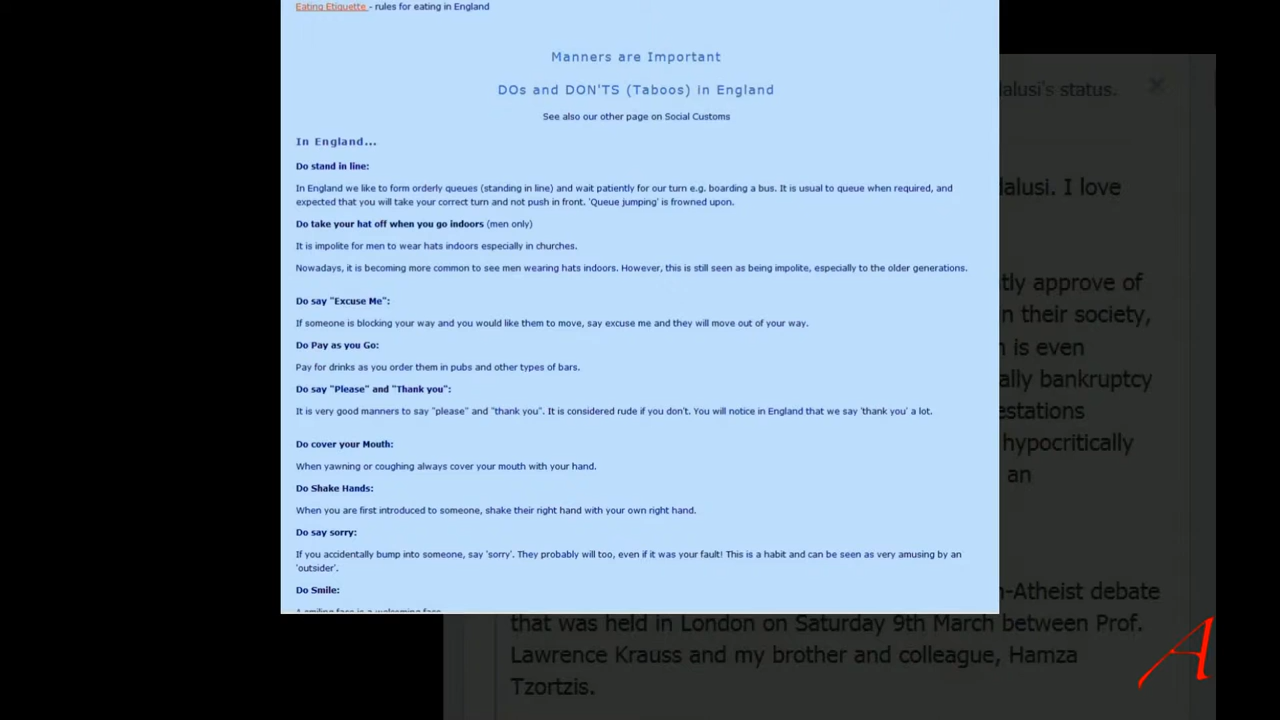 Eating Etiquette - rules for eating in England
Manners are Important
DOs and DON'TS (Taboos) in England
See also our other page on Social Customs
In England...
Do stand in line:
In England we like to form orderly queues (standing in line) and wait patiently for our turn e.g. boarding a bus. It is usual to queue when required, and
expected that you will take your correct turn and not push in front. 'Queue jumping' is frowned upon.
Do take your hat off when you go indoors (men only)
It is impolite for men to wear hats indoors especially in churches.
Nowadays, it is becoming more common to see men wearing hats indoors. However, this is still seen as being impolite, especially to the older generations.
Do say "Excuse Me":
If someone is blocking your way and you would like them to move, say excuse me and they will move out of your way.
Do Pay as you Go:
Pay for drinks as you order them in pubs and other types of bars.
Do say "Please" and "Thank you":
It is very good manners to say "please" and "thank you". It is considered rude if you don't. You will notice in England that we say 'thank you' a lot.
Do cover your Mouth:
When yawning or coughing always cover your mouth with your hand.
Do Shake Hands:
When you are first introduced to someone, shake their right hand with your own right hand.
Do say sorry:
If you accidentally bump into someone, say 'sorry'. They probably will too, even if it was your fault! This is a habit and can be seen as very amusing by an
'outsider'.
Do Smile:
A smiling face is a welcoming face.
alusi's status.
lalusi. I love
tly approve of
n their society,
n is even
ally bankruptcy
estations
hypocritically
an
n-Atheist debate
that was held in London on Saturday 9th March between Prof.
Lawrence Krauss and my brother and colleague, Hamza
Tzortzis.
A